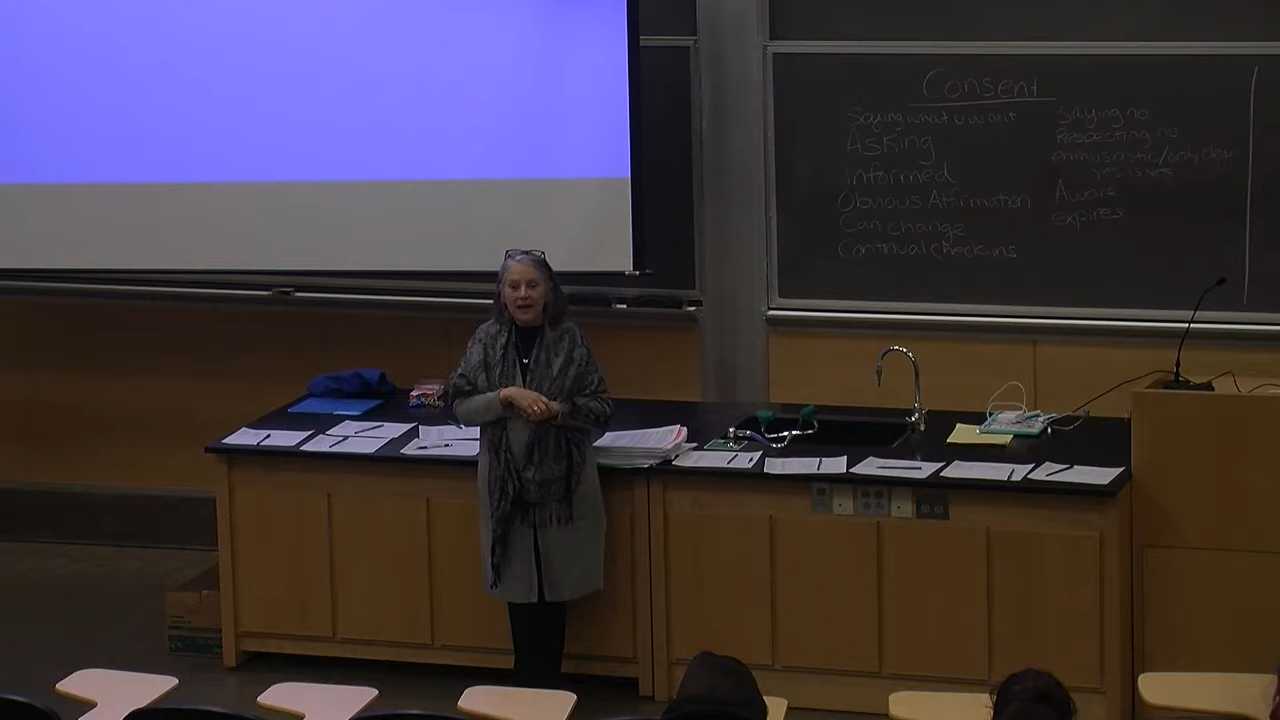 Consent
Saying what u want
Asking
informed
Obvious Affirmation
Can change
Continual check ins
Saying no
Respecting no
enthusiastic/only
yes is yes
Aware
expires